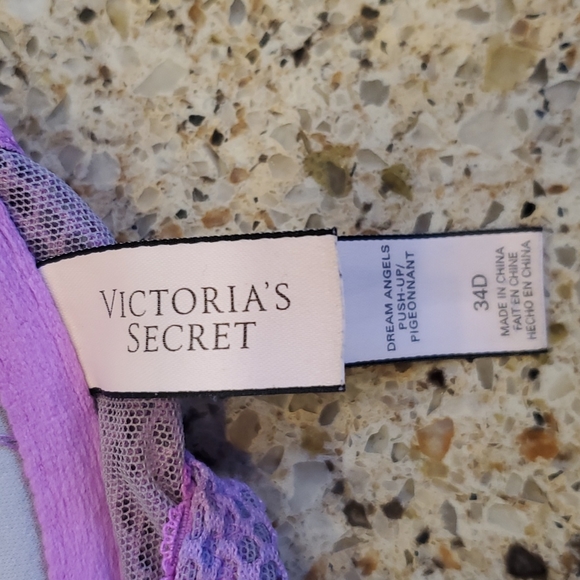 VICTORIA'S
SECRET
DREAM ANGELS
PUSH-UP/
PIGEONNANT
34D
MADE IN CHINA
FAIT EN CHINE
HECHO EN CHINA